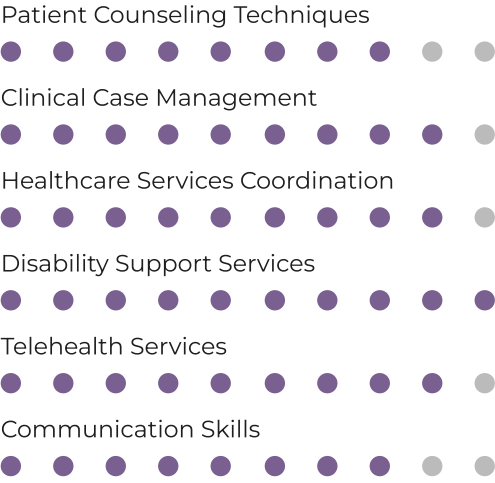 Patient Counseling Techniques
Clinical Case Management
Healthcare Services Coordination
Disability Support Services
Telehealth Services
Communication Skills